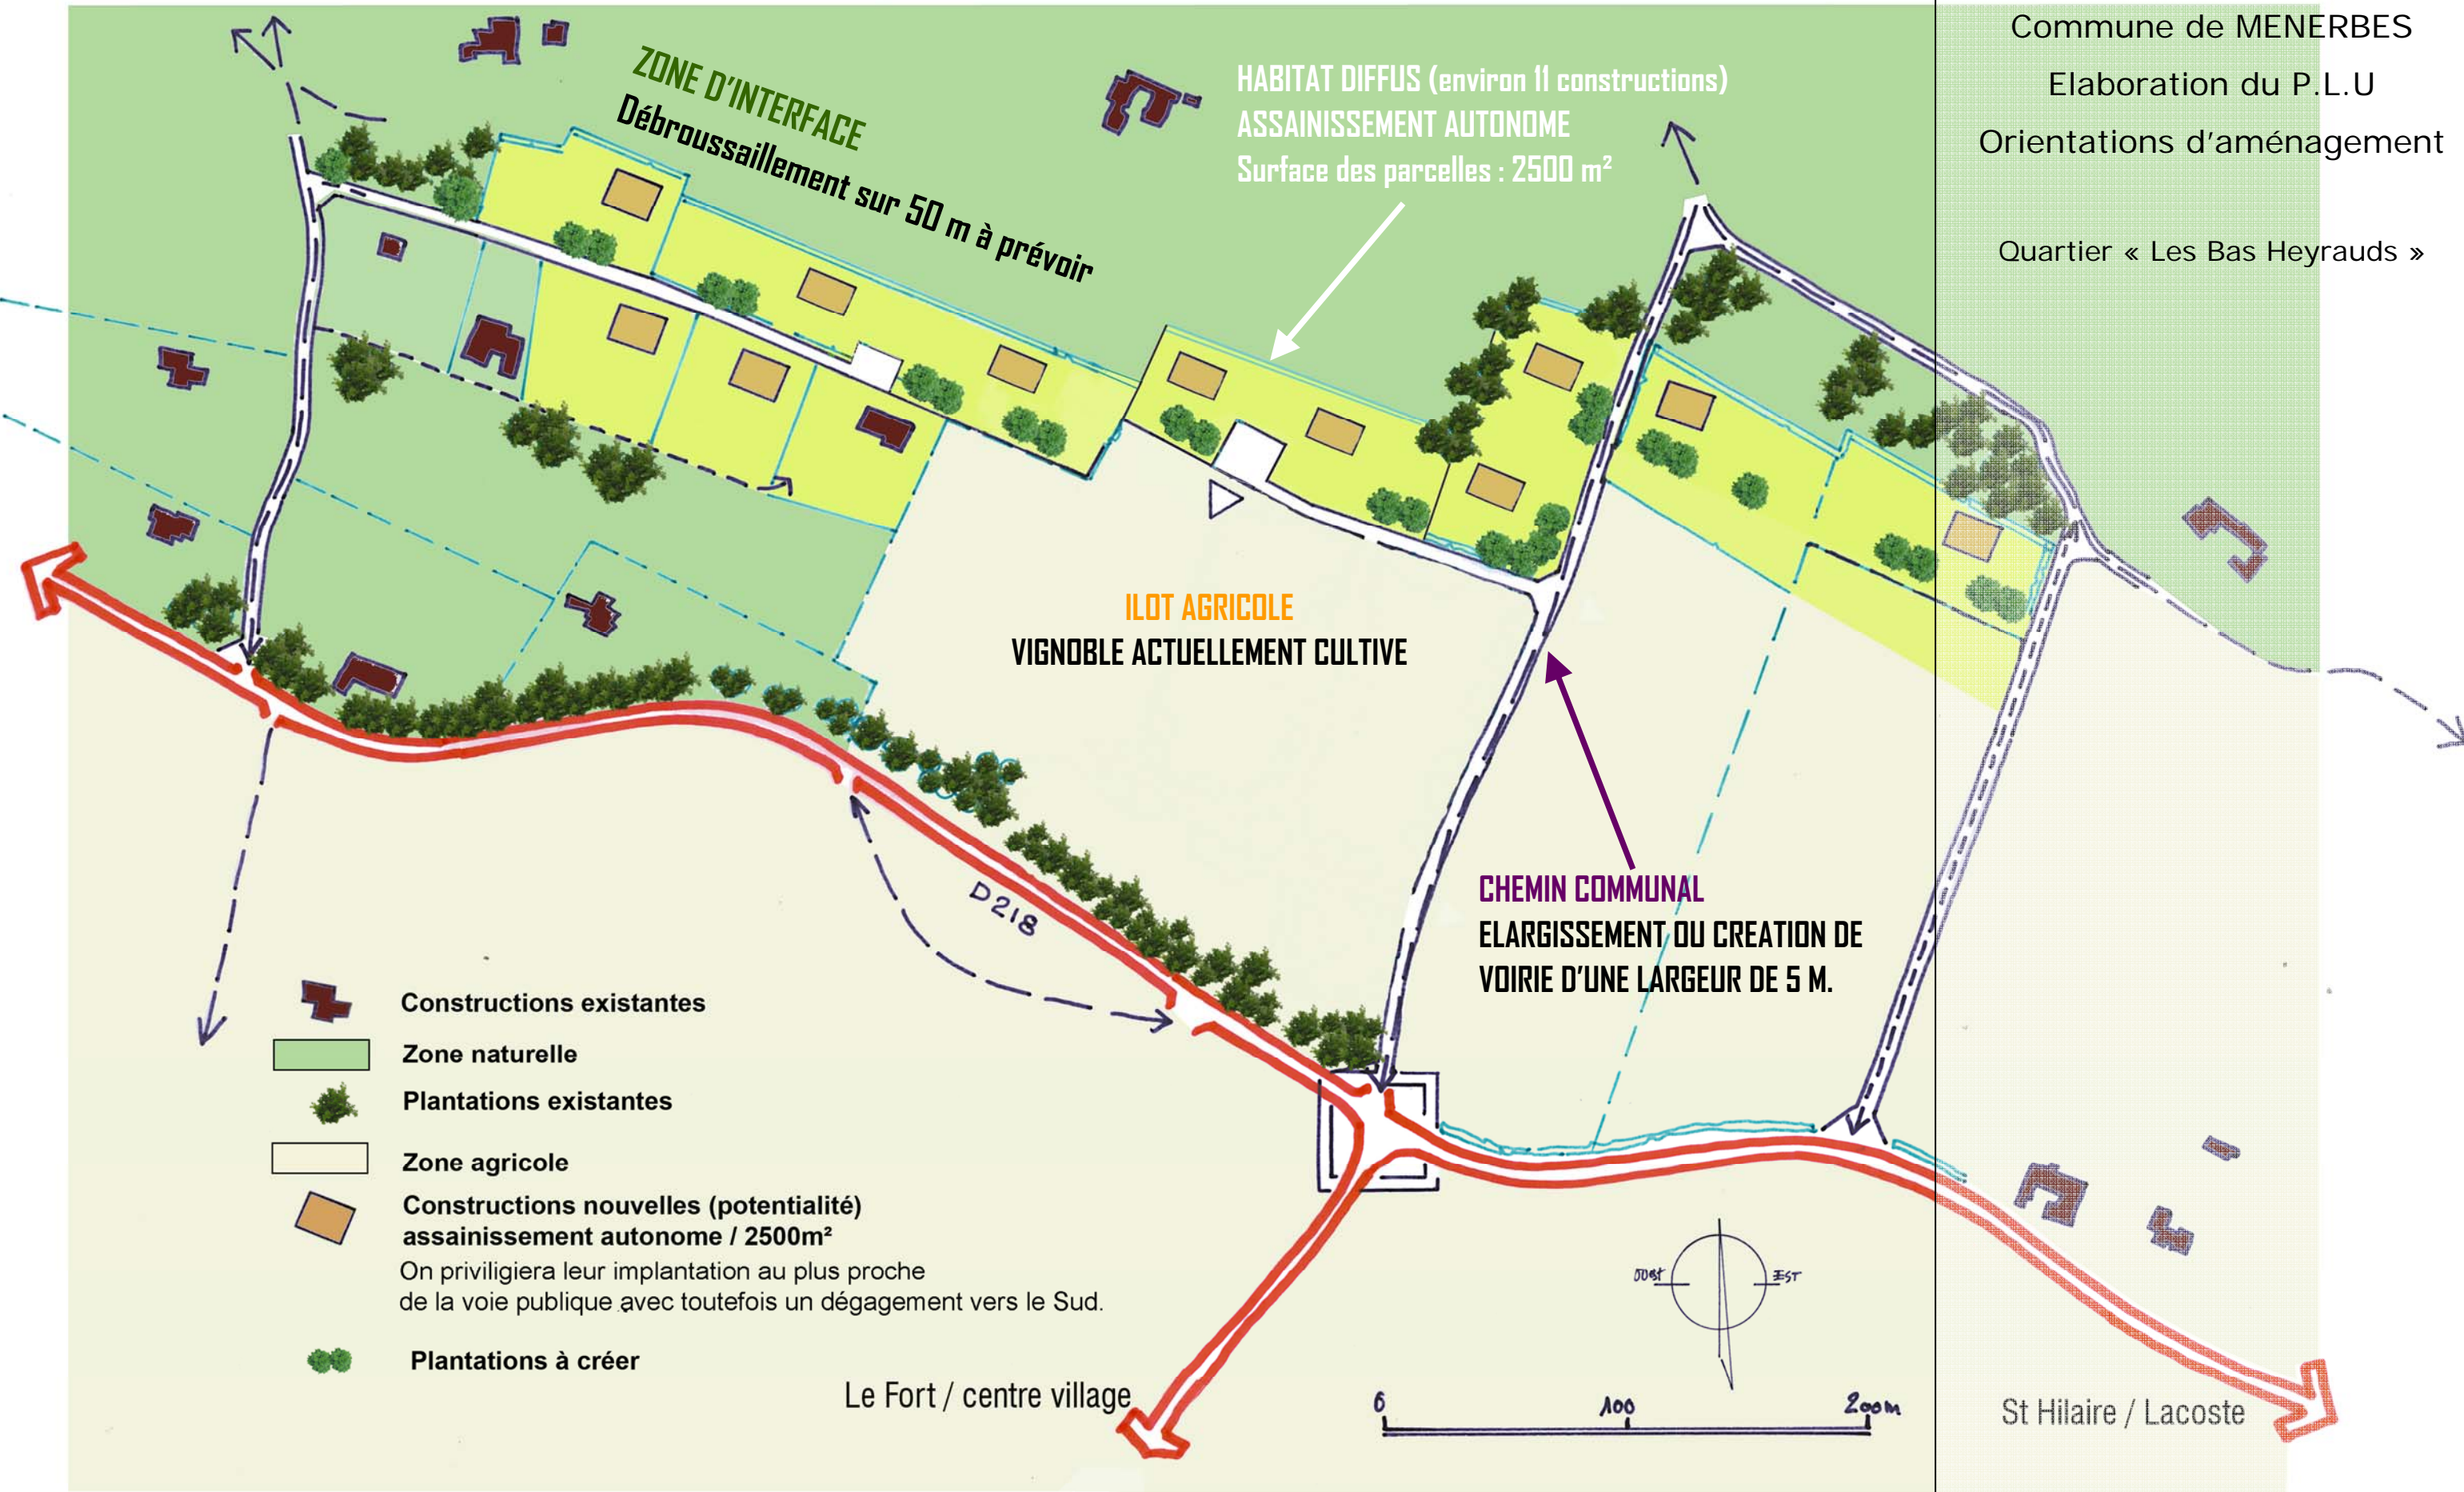 Commune de MENERBES
Elaboration du P.L.U
Orientations d'aménagement
Quartier « Les Bas Heyrauds »
ZONE D'INTERFACE
Débroussaillement sur 50 m à prévoir
HABITAT DIFFUS (environ 11 constructions)
ASSAINISSEMENT AUTONOME
Surface des parcelles : 2500 m²
ILOT AGRICOLE
VIGNOBLE ACTUELLEMENT CULTIVE
D218
CHEMIN COMMUNAL
ELARGISSEMENT OU CREATION DE
VOIRIE D'UNE LARGEUR DE 5 M.
Constructions existantes
Zone naturelle
Plantations existantes
Zone agricole
Constructions nouvelles (potentialité)
assainissement autonome / 2500m²
On priviligiera leur implantation au plus proche
de la voie publique avec toutefois un dégagement vers le Sud.
Plantations à créer
Le Fort / centre village
OUEST EST
0 100 200m
St Hilaire / Lacoste